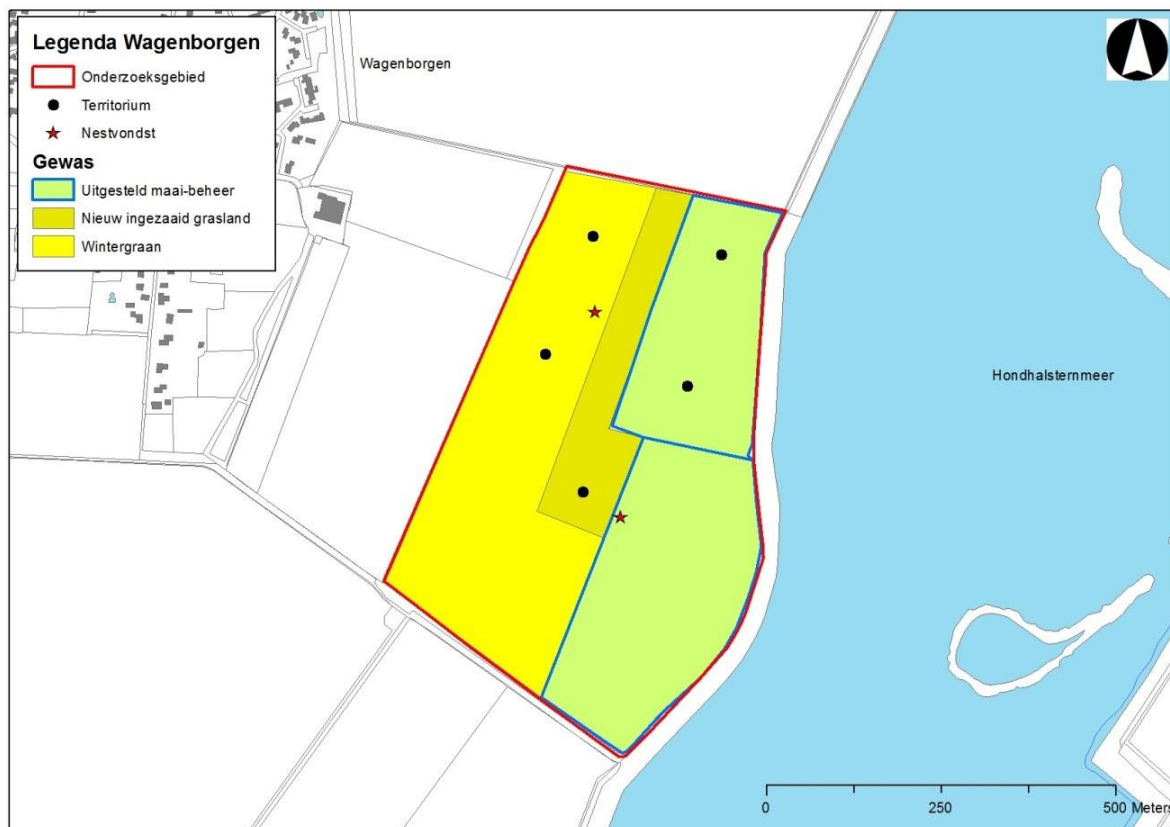 Legenda Wagenborgen
Onderzoeksgebied
Territorium
Nestvondst
Gewas
Uitgesteld maai-beheer
Nieuw ingezaaid grasland
Wintergraan
Wagenborgen
Hondhalsternmeer
0 250 500 Meters